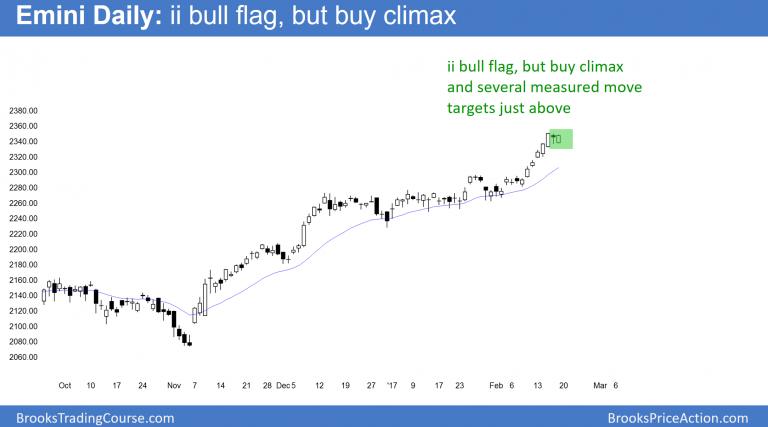 Emini Daily: ii bull flag, but buy climax
ii bull flag, but buy climax
and several measured move
targets just above
2380.00
2360.00
2340.00
2320.00
2300.00
2280.00
2260.00
2240.00
2220.00
2200.00
2180.00
2160.00
2140.00
2120.00
2100.00
2080.00
2060.00
Oct 10 17 24 Nov 7 14 21 28 Dec 5 12 19 27 '17 17 23 Feb 6 13 20 Mar 6
BrooksTradingCourse.com BrooksPriceAction.com